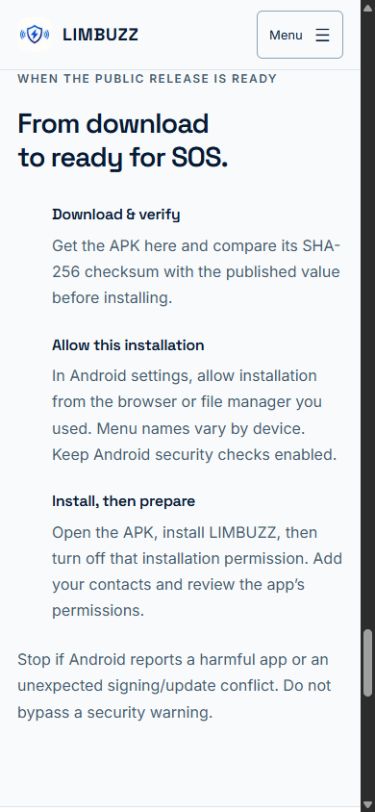 LIMBUZZ
Menu
WHEN THE PUBLIC RELEASE IS READY
From download
to ready for SOS.
Download & verify
Get the APK here and compare its SHA-
256 checksum with the published value
before installing.
Allow this installation
In Android settings, allow installation
from the browser or file manager you
used. Menu names vary by device.
Keep Android security checks enabled.
Install, then prepare
Open the APK, install LIMBUZZ, then
turn off that installation permission. Add
your contacts and review the app’s
permissions.
Stop if Android reports a harmful app or an
unexpected signing/update conflict. Do not
bypass a security warning.